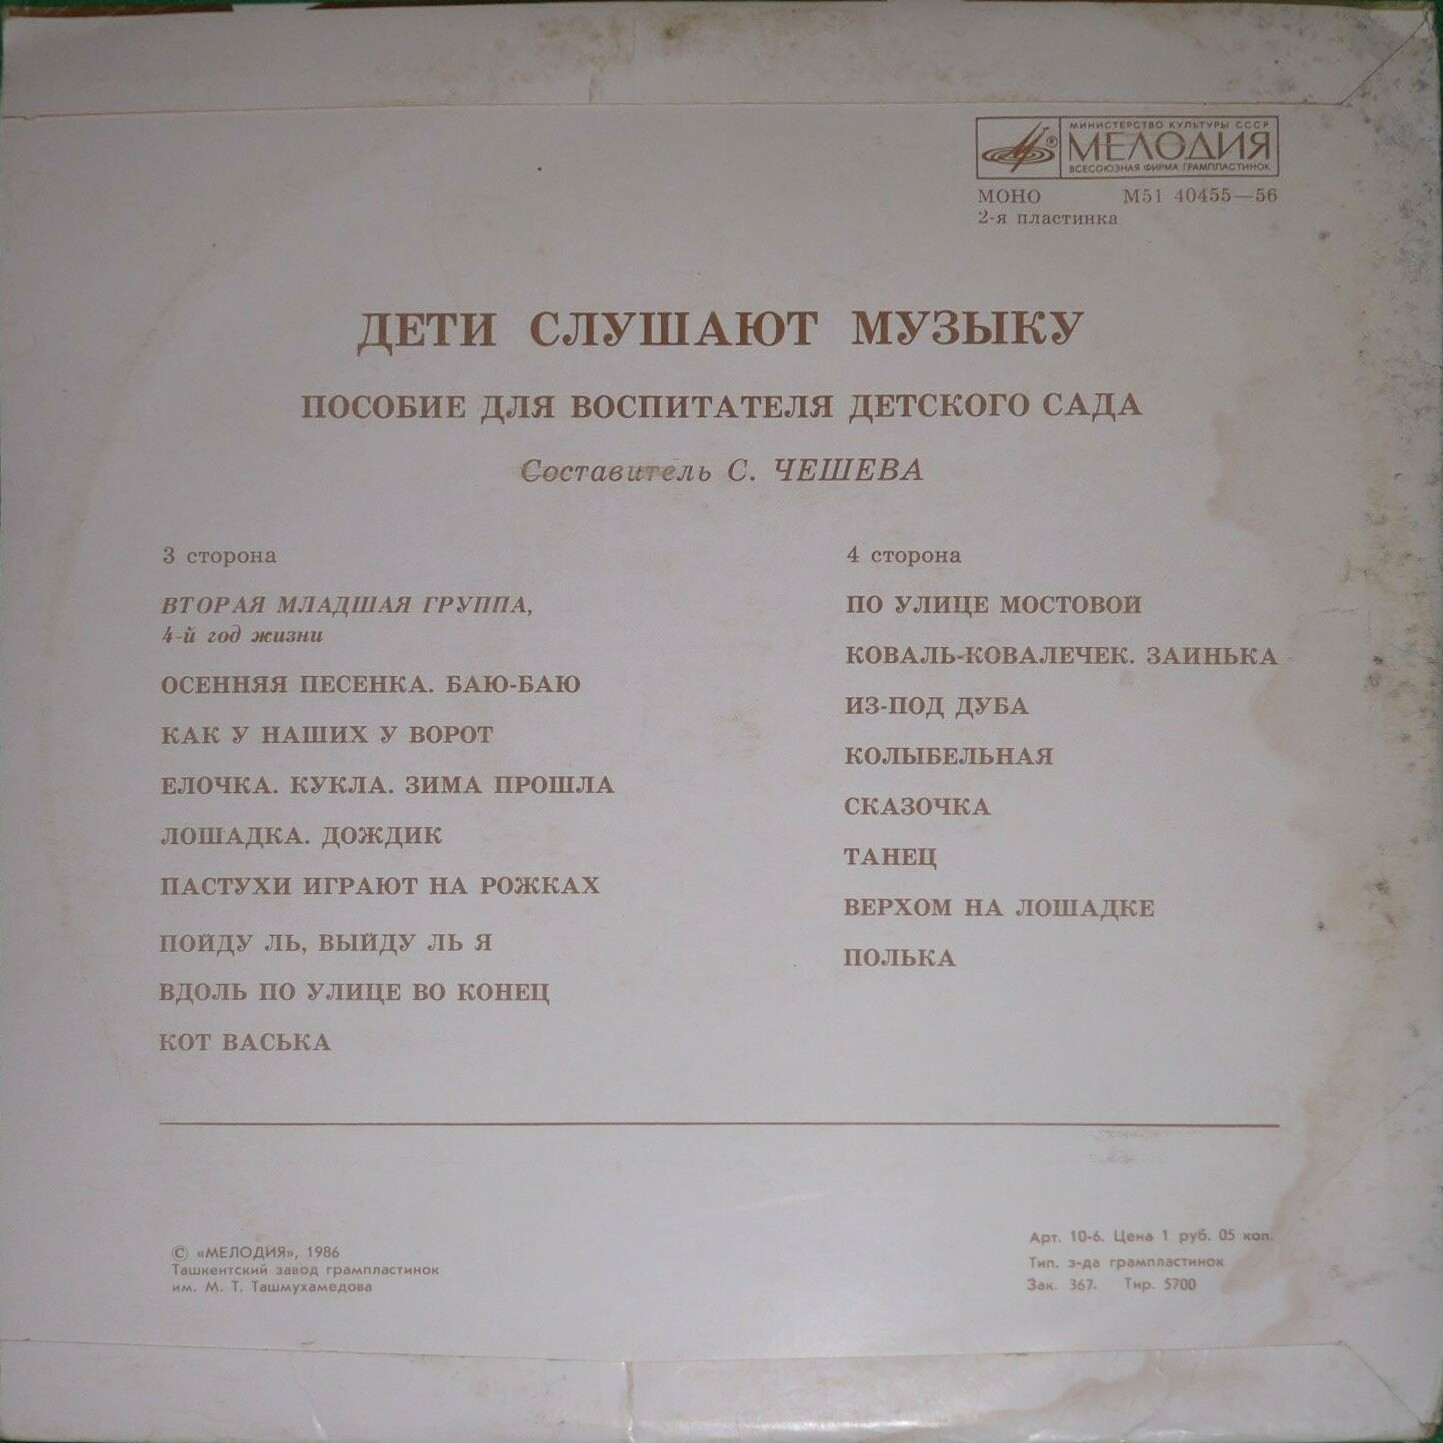 МИНИСТЕРСТВО КУЛЬТУРЫ СССР
МЕЛОДИЯ
ВСЕСОЮЗНАЯ ФИРМА ГРАМПЛАСТИНОК
МОНО М51 40455—56
2-я пластинка
ДЕТИ СЛУШАЮТ МУЗЫКУ
ПОСОБИЕ ДЛЯ ВОСПИТАТЕЛЯ ДЕТСКОГО САДА
Составитель С. ЧЕШЕВА
3 сторона
ВТОРАЯ МЛАДШАЯ ГРУППА,
4-й год жизни
ОСЕННЯЯ ПЕСЕНКА. БАЮ-БАЮ
КАК У НАШИХ У ВОРОТ
ЕЛОЧКА. КУКЛА. ЗИМА ПРОШЛА
ЛОШАДКА. ДОЖДИК
ПАСТУХИ ИГРАЮТ НА РОЖКАХ
ПОЙДУ ЛЬ, ВЫЙДУ ЛЬ Я
ВДОЛЬ ПО УЛИЦЕ ВО КОНЕЦ
КОТ ВАСЬКА
4 сторона
ПО УЛИЦЕ МОСТОВОЙ
КОВАЛЬ-КОВАЛЕЧЕК. ЗАИНЬКА
ИЗ-ПОД ДУБА
КОЛЫБЕЛЬНАЯ
СКАЗОЧКА
ТАНЕЦ
ВЕРХОМ НА ЛОШАДКЕ
ПОЛЬКА
© «МЕЛОДИЯ», 1986
Ташкентский завод грампластинок
им. М. Т. Ташмухамедова
Арт. 10-6. Цена 1 руб. 05 коп.
Тип. з-да грампластинок
Зак. 367. Тир. 5700